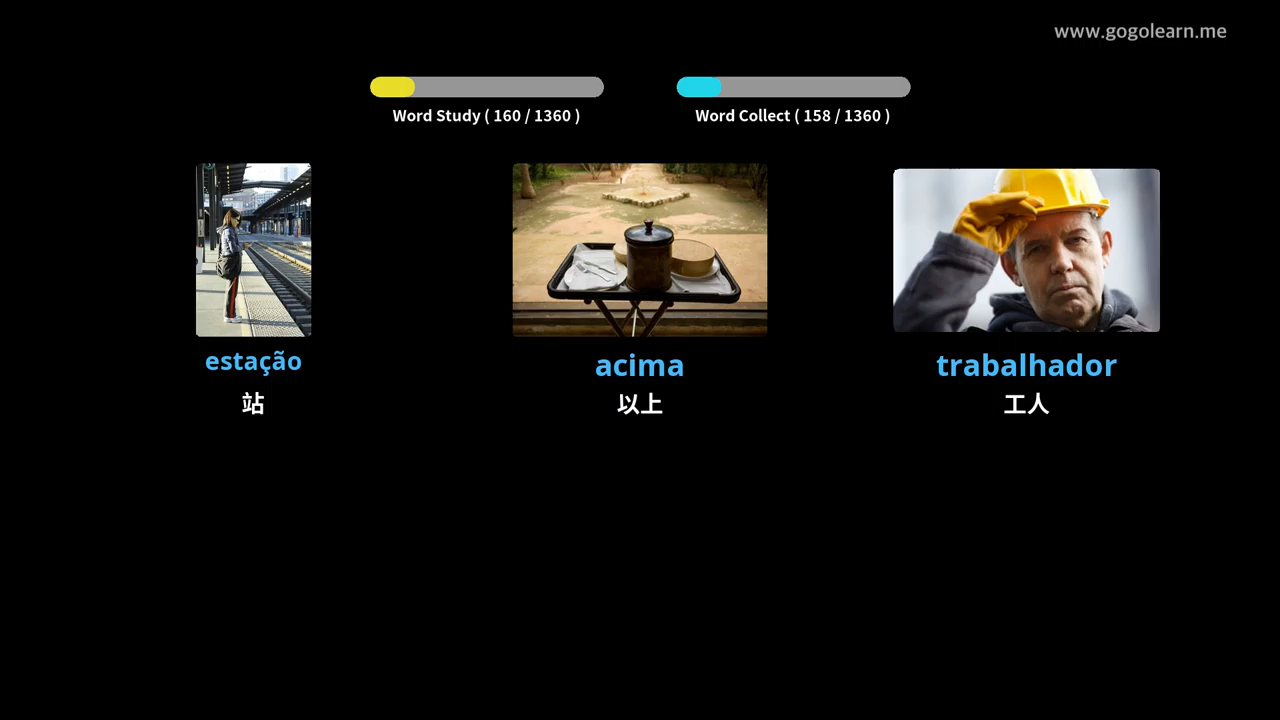 www.gogolearn.me
Word Study ( 160 / 1360 )
Word Collect ( 158 / 1360 )
estação
站
acima
以上
trabalhador
工人